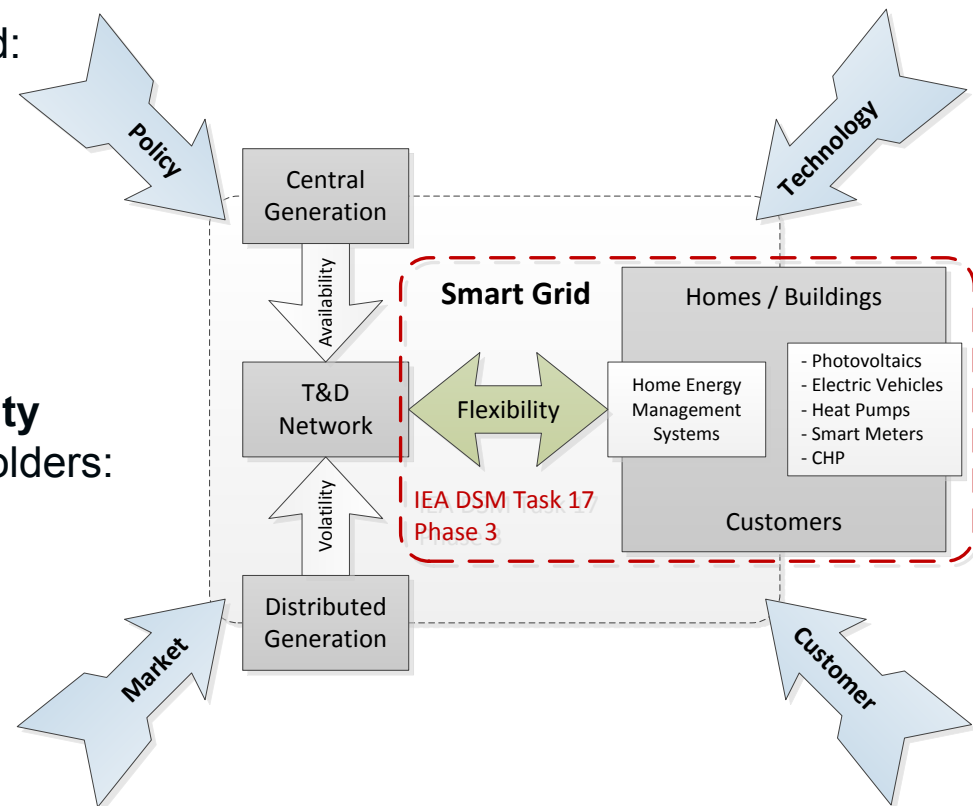 d:
Policy
Technology
Central
Generation
Availability
Smart Grid
Homes / Buildings
- Photovoltaics
- Electric Vehicles
- Heat Pumps
- Smart Meters
- CHP
T&D
Network
Flexibility
Home Energy
Management
Systems
ty
olders:
IEA DSM Task 17
Phase 3
Volatility
Customers
Distributed
Generation
Market
Customer